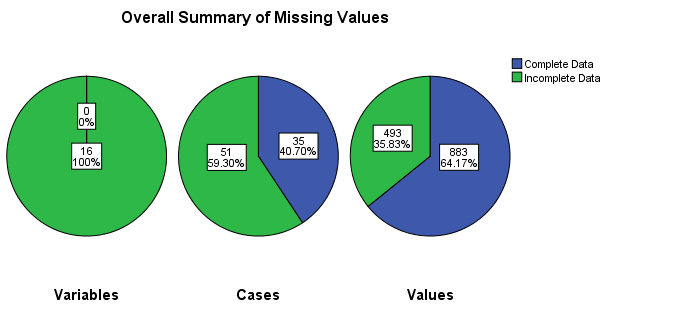 Overall Summary of Missing Values
Complete Data
Incomplete Data
0
0%
16
100%
51
59.30%
35
40.70%
493
35.83%
883
64.17%
Variables
Cases
Values